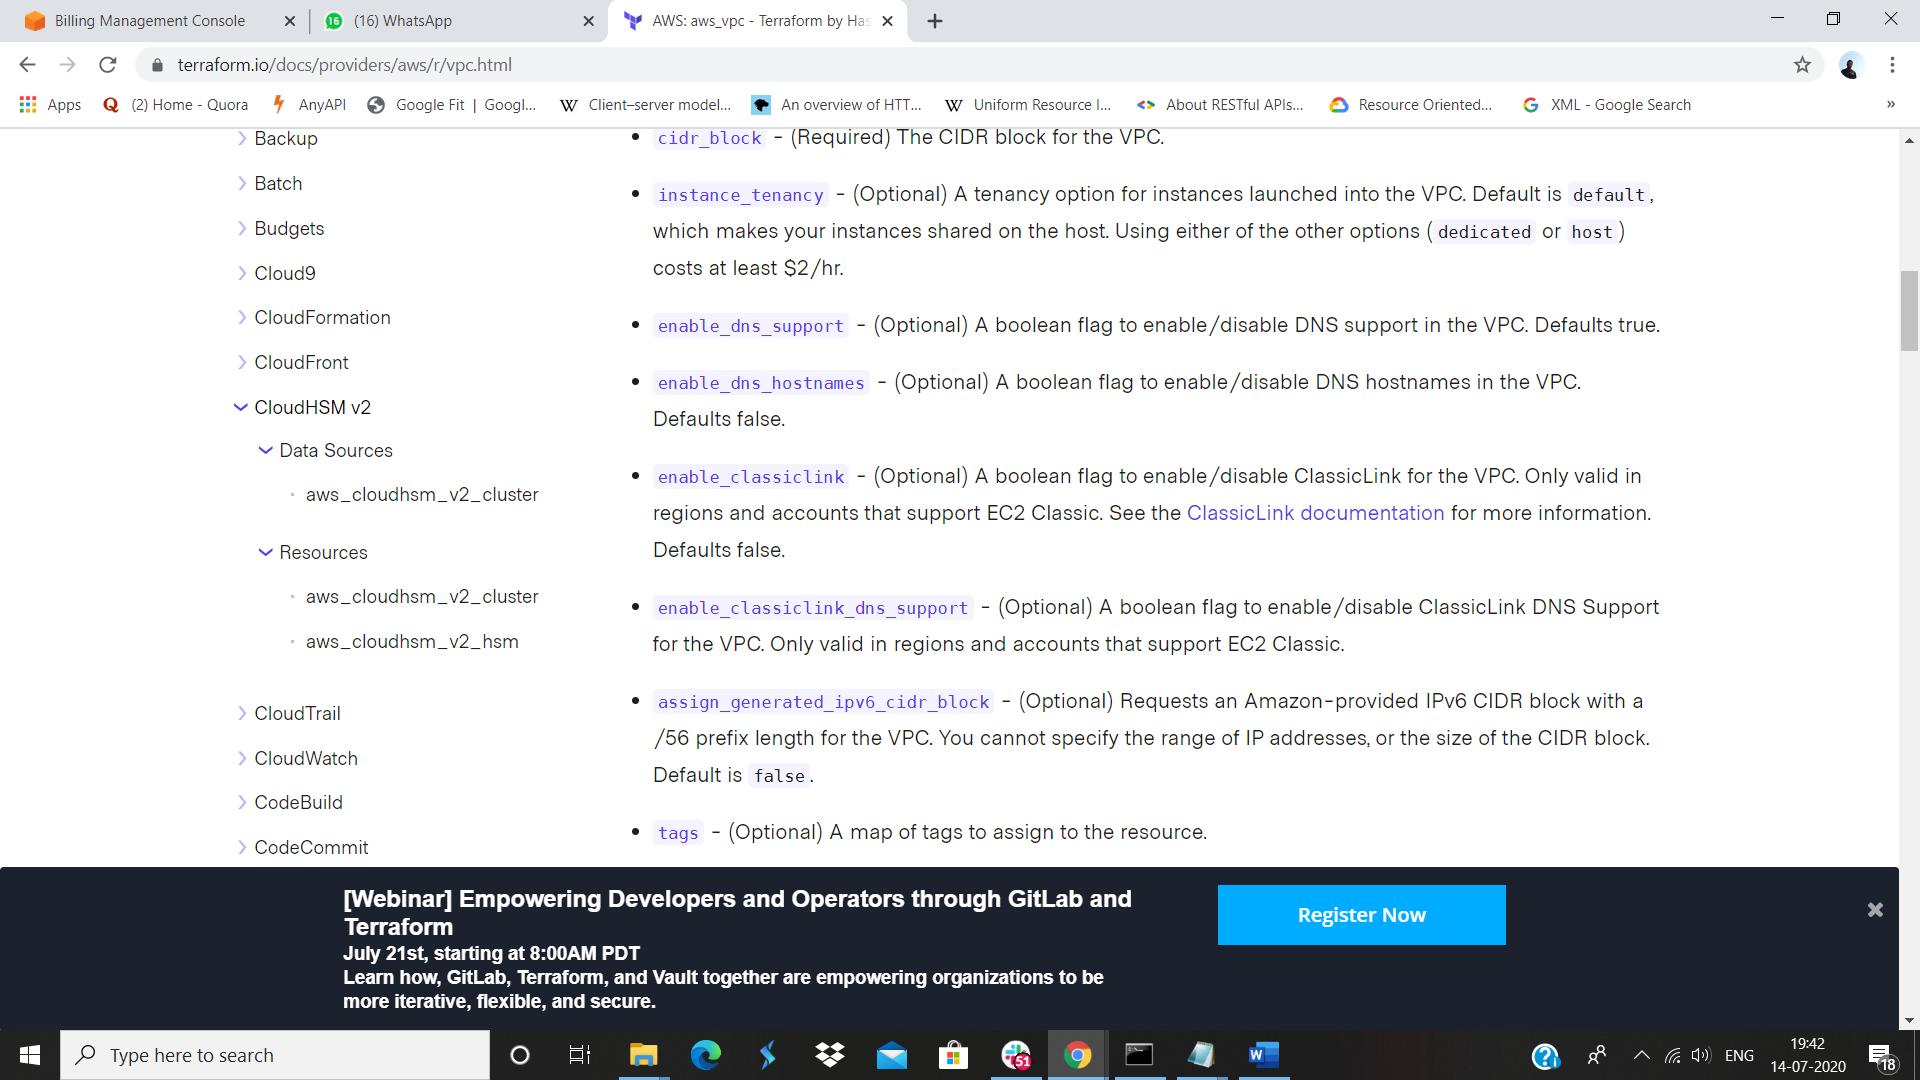 Billing Management Console
(16) WhatsApp
AWS: aws_vpc - Terraform by Has
terraform.io/docs/providers/aws/r/vpc.html
Apps
(2) Home - Quora
AnyAPI
Google Fit | Googl...
Client–server model...
An overview of HTT...
Uniform Resource I...
About RESTful APIs...
Resource Oriented...
XML - Google Search
»
Backup
Batch
Budgets
Cloud9
CloudFormation
CloudFront
CloudHSM v2
Data Sources
aws_cloudhsm_v2_cluster
Resources
aws_cloudhsm_v2_cluster
aws_cloudhsm_v2_hsm
CloudTrail
CloudWatch
CodeBuild
CodeCommit
cidr_block - (Required) The CIDR block for the VPC.
instance_tenancy - (Optional) A tenancy option for instances launched into the VPC. Default is default,
which makes your instances shared on the host. Using either of the other options (dedicated or host)
costs at least $2/hr.
enable_dns_support - (Optional) A boolean flag to enable/disable DNS support in the VPC. Defaults true.
enable_dns_hostnames - (Optional) A boolean flag to enable/disable DNS hostnames in the VPC.
Defaults false.
enable_classiclink - (Optional) A boolean flag to enable/disable ClassicLink for the VPC. Only valid in
regions and accounts that support EC2 Classic. See the ClassicLink documentation for more information.
Defaults false.
enable_classiclink_dns_support - (Optional) A boolean flag to enable/disable ClassicLink DNS Support
for the VPC. Only valid in regions and accounts that support EC2 Classic.
assign_generated_ipv6_cidr_block - (Optional) Requests an Amazon-provided IPv6 CIDR block with a
/56 prefix length for the VPC. You cannot specify the range of IP addresses, or the size of the CIDR block.
Default is false.
tags - (Optional) A map of tags to assign to the resource.
[Webinar] Empowering Developers and Operators through GitLab and
Terraform
July 21st, starting at 8:00AM PDT
Learn how, GitLab, Terraform, and Vault together are empowering organizations to be
more iterative, flexible, and secure.
Register Now
Type here to search
51
ENG
19:42
14-07-2020
18